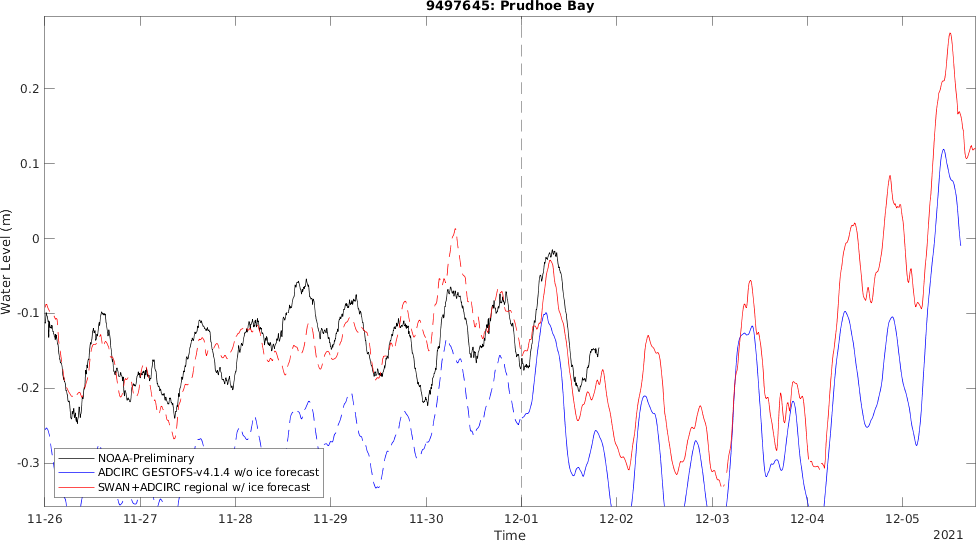 9497645: Prudhoe Bay
Water Level (m)
0.2
0.1
0
-0.1
-0.2
-0.3
NOAA-Preliminary
ADCIRC GESTOFS-v4.1.4 w/o ice forecast
SWAN+ADCIRC regional w/ ice forecast
11-26 11-27 11-28 11-29 11-30 12-01 12-02 12-03 12-04 12-05
Time
2021